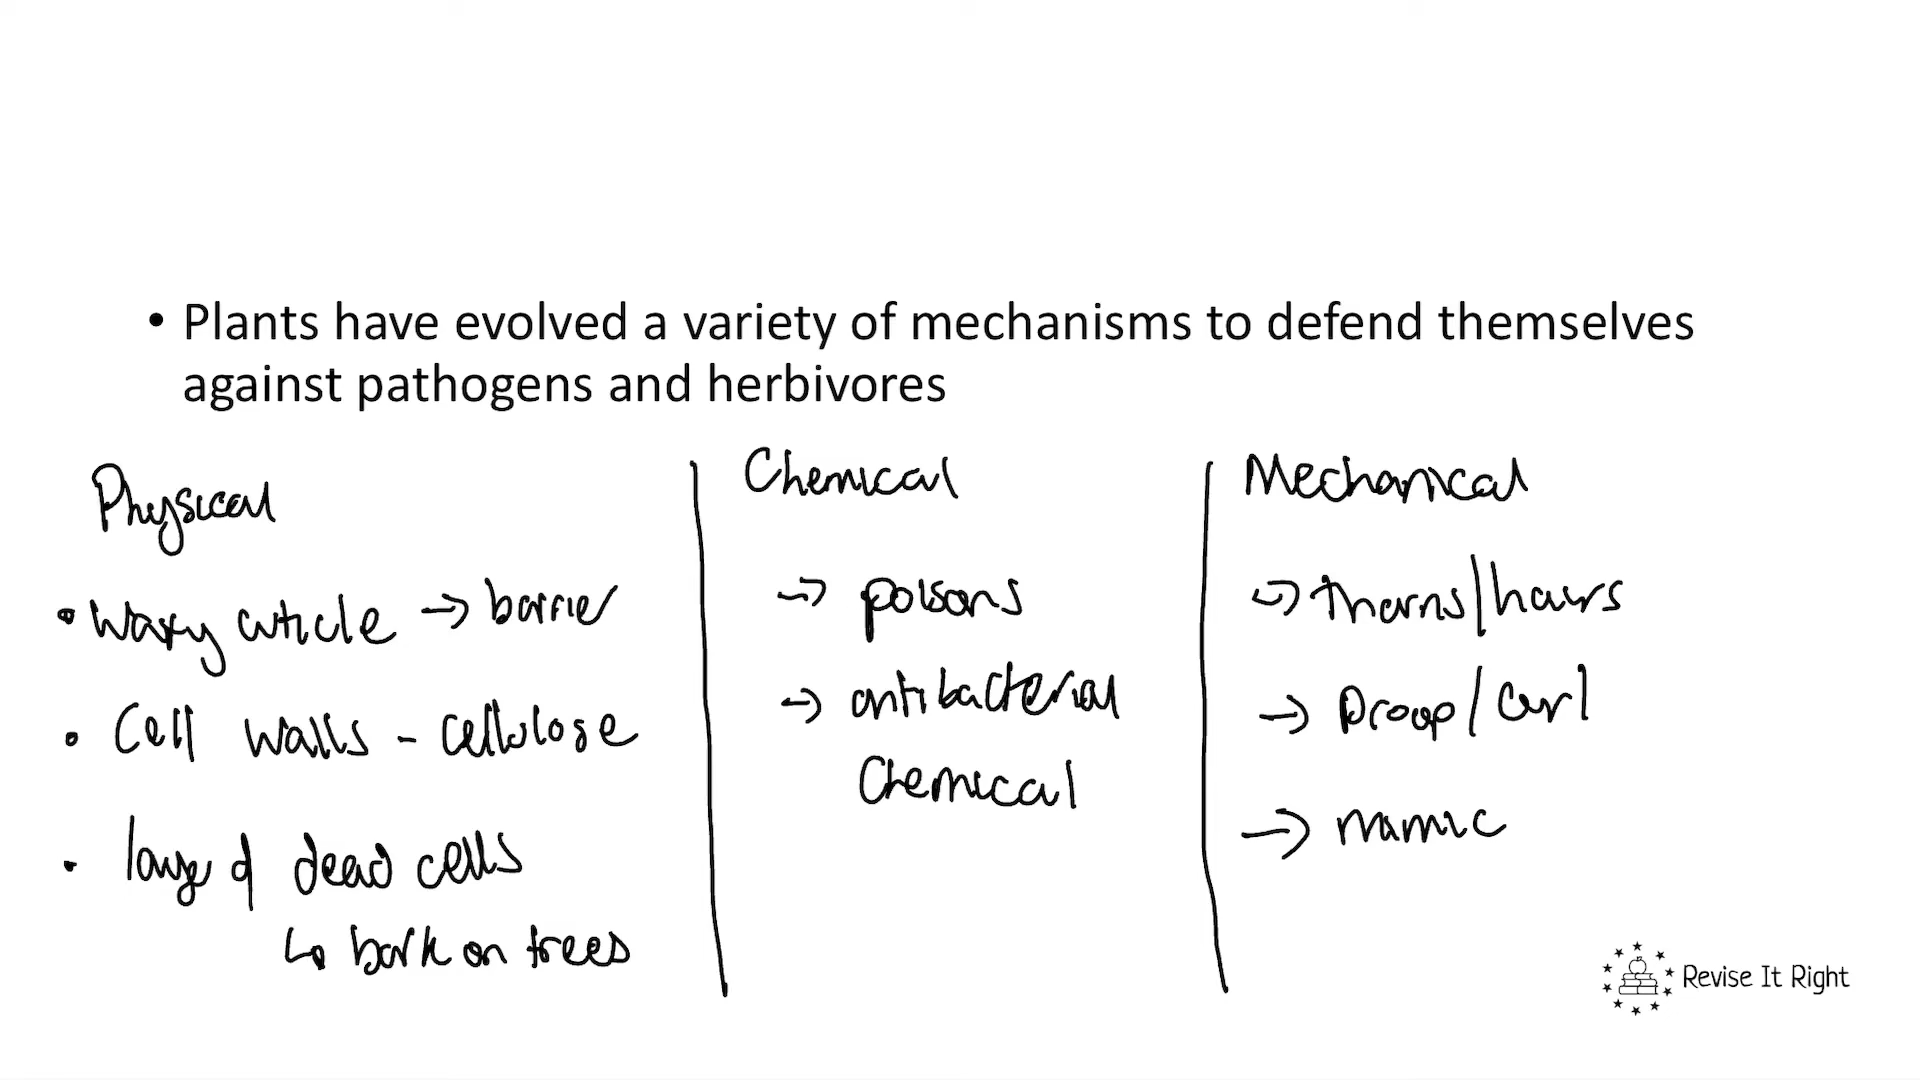 • Plants have evolved a variety of mechanisms to defend themselves
against pathogens and herbivores
Physical
• Waxy cuticle → barrier
• Cell walls - cellulose
• layer of dead cells
↳ bark on trees
Chemical
→ poisons
→ antibacterial
Chemical
Mechanical
→ thorns/hairs
→ Droop/curl
→ mimic
Revise It Right